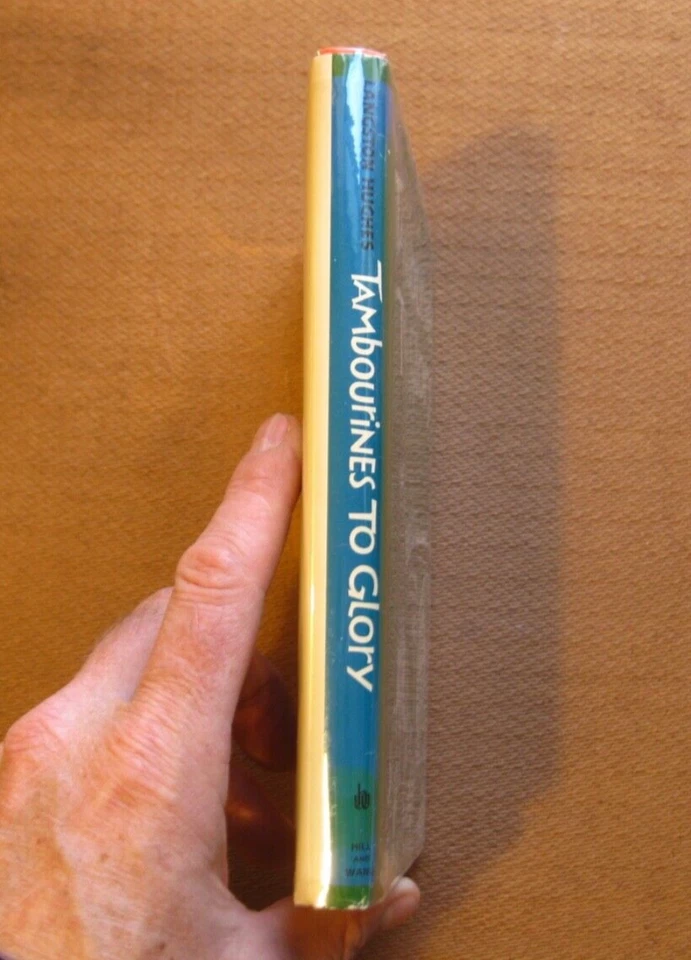 LANGSTON HUGHES
TAMbOUriNES TO GlOry
HILL
AND
WANG